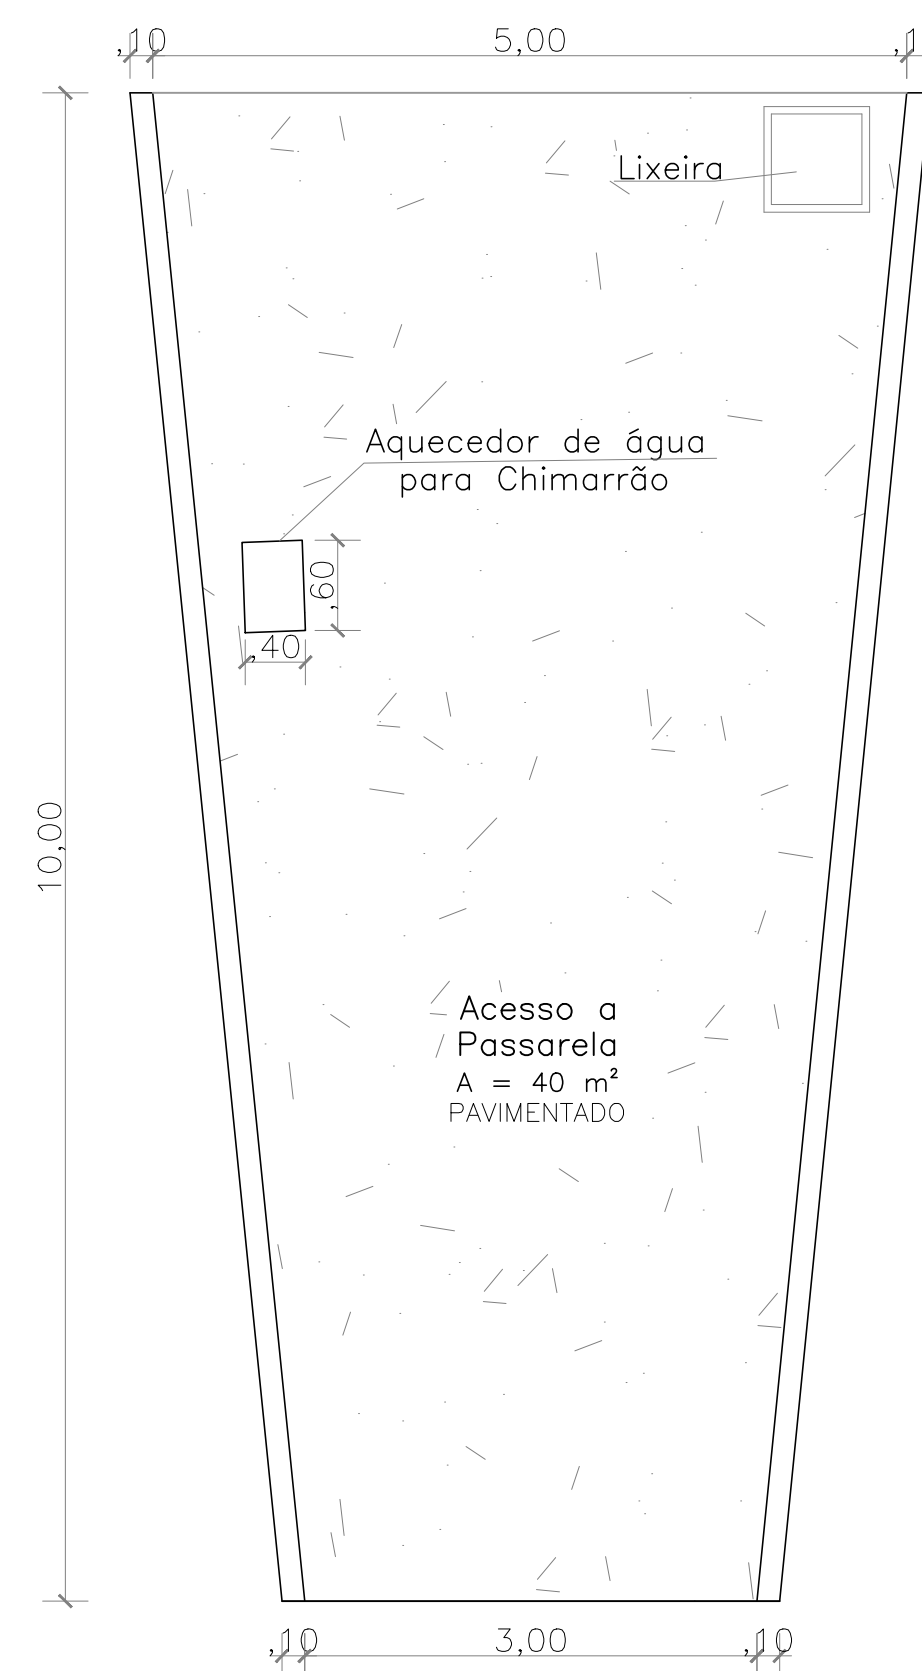 ,10
5,00
,1
Lixeira
Aquecedor de água
para Chimarrão
,60
,40
10,00
Acesso a
Passarela
A = 40 m²
PAVIMENTADO
,10
3,00
,10